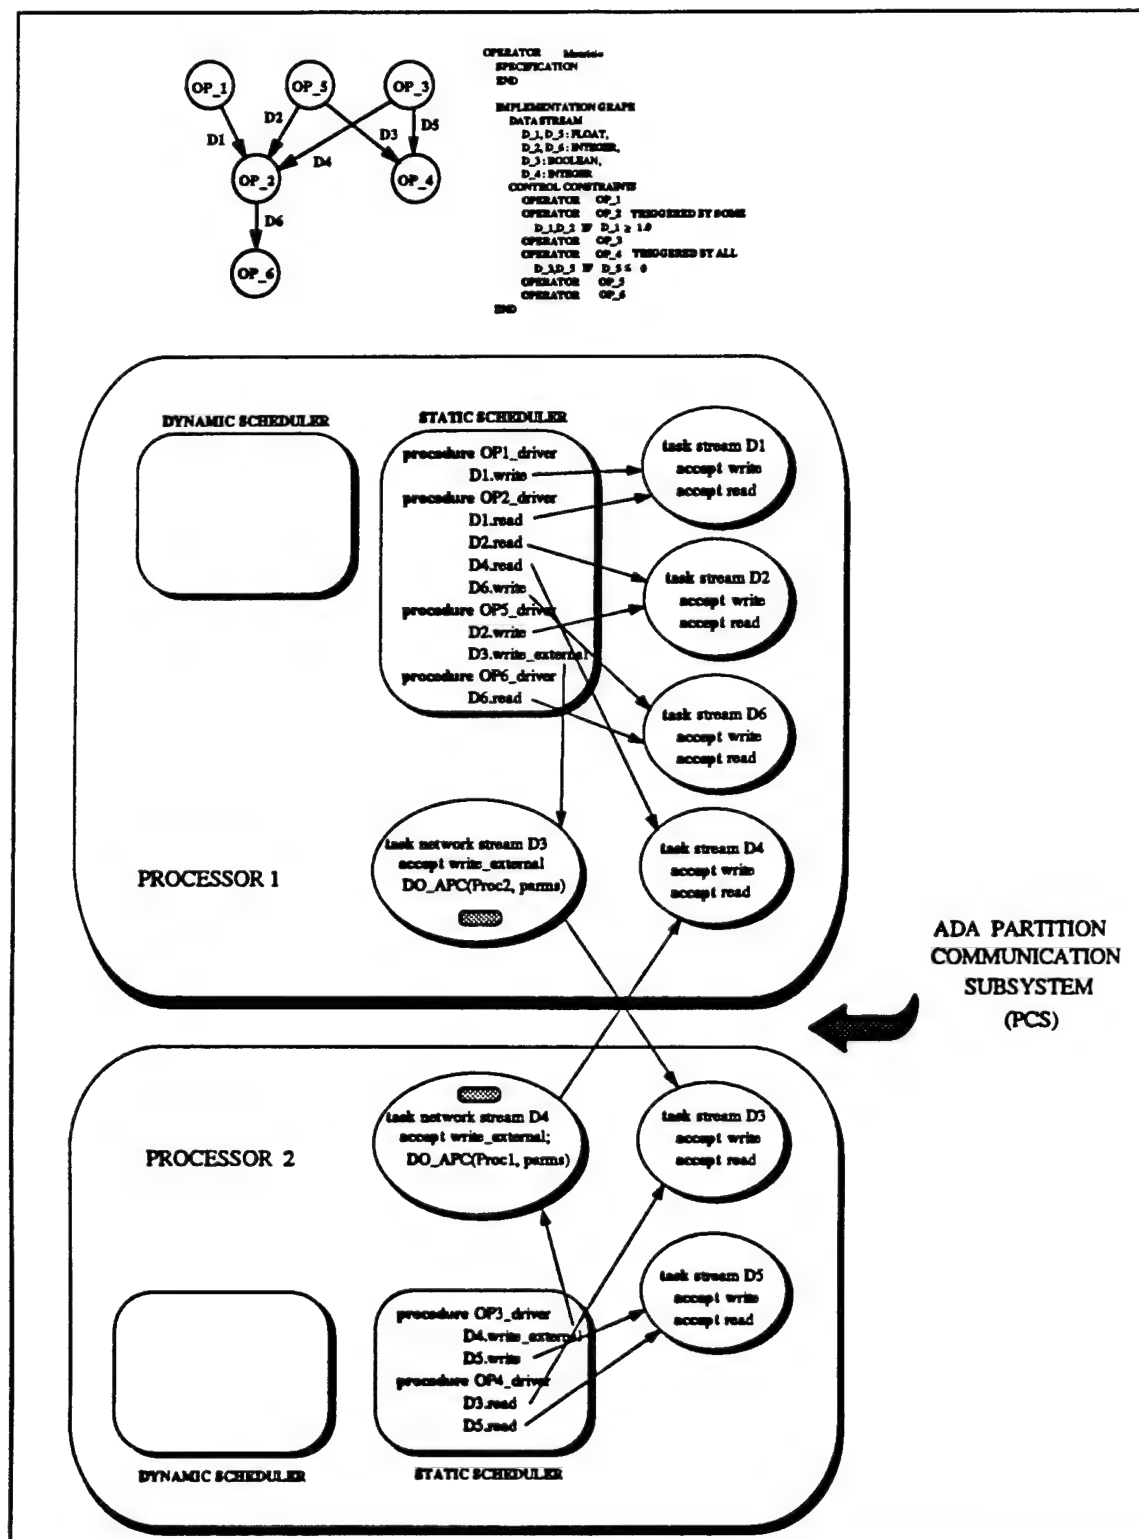 OP_1
OP_5
OP_3
D1
D2
D3
D5
D4
OP_2
OP_4
D6
OP_6
OPERATOR
SPECIFICATION
END
IMPLEMENTATION GRAPH
DATA STREAM
D_1, D_5 : FLOAT,
D_2, D_6 : INTEGER,
D_3 : BOOLEAN,
D_4 : INTEGER
CONTROL CONSTRAINTS
OPERATOR OP_1
OPERATOR OP_2 TRIGGERED BY SOME
D_1,D_2 IF D_1 ≥ 1.0
OPERATOR OP_3
OPERATOR OP_4 TRIGGERED BY ALL
D_3,D_5 IF D_5 ≤ 0
OPERATOR OP_5
OPERATOR OP_6
END
DYNAMIC SCHEDULER
STATIC SCHEDULER
procedure OP1_driver
D1.write
procedure OP2_driver
D1.read
D2.read
D4.read
D6.write
procedure OP5_driver
D2.write
D3.write_external
procedure OP6_driver
D6.read
task stream D1
accept write
accept read
task stream D2
accept write
accept read
task stream D6
accept write
accept read
task stream D4
accept write
accept read
task network stream D3
accept write_external
DO_APC(Proc2, parms)
PROCESSOR 1
ADA PARTITION
COMMUNICATION
SUBSYSTEM
(PCS)
PROCESSOR 2
task network stream D4
accept write_external;
DO_APC(Proc1, parms)
task stream D3
accept write
accept read
task stream D5
accept write
accept read
procedure OP3_driver
D4.write_external
D5.write
procedure OP4_driver
D3.read
D5.read
DYNAMIC SCHEDULER
STATIC SCHEDULER